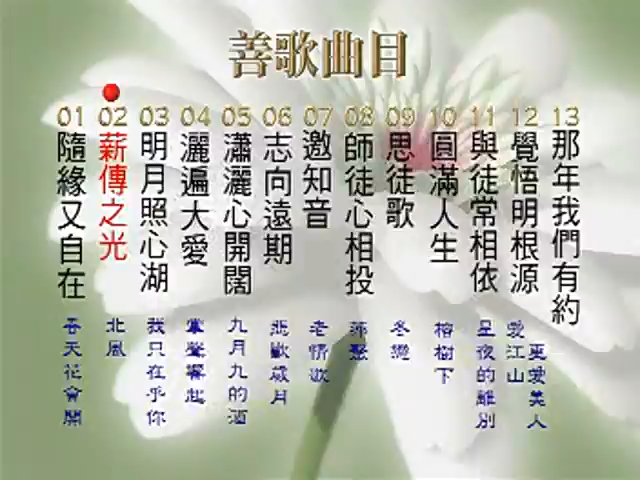 善歌曲目
01 隨緣又自在 春天花會開
02 薪傳之光 北風
03 明月照心湖 我只在乎你
04 灑遍大愛 掌聲響起
05 瀟灑心開闊 九月九的酒
06 志向遠期 悲歡歲月
07 邀知音 老情歌
08 師徒心相投
09 思徒歌 冬戀
10 圓滿人生 榕樹下
11 與徒常相依 星夜的離別
12 覺悟明根源 愛江山更愛美人
13 那年我們有約